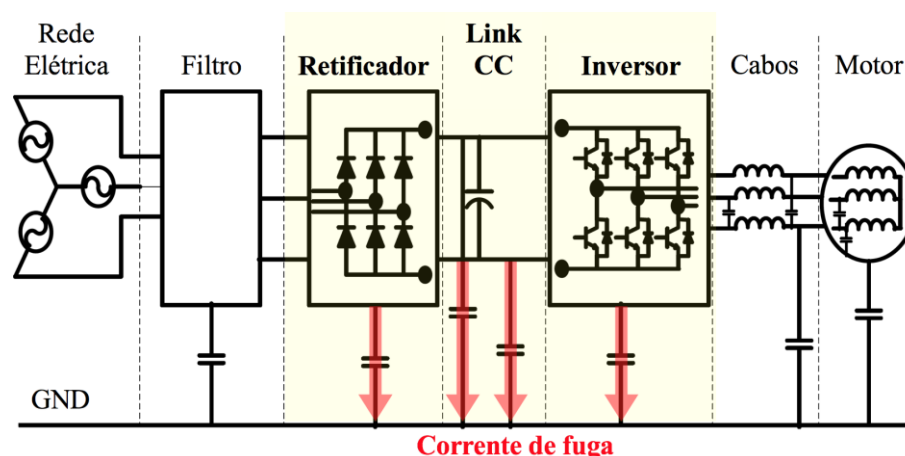 Rede
Elétrica
Filtro
Retificador
Link
CC
Inversor
Cabos
Motor
GND
Corrente de fuga